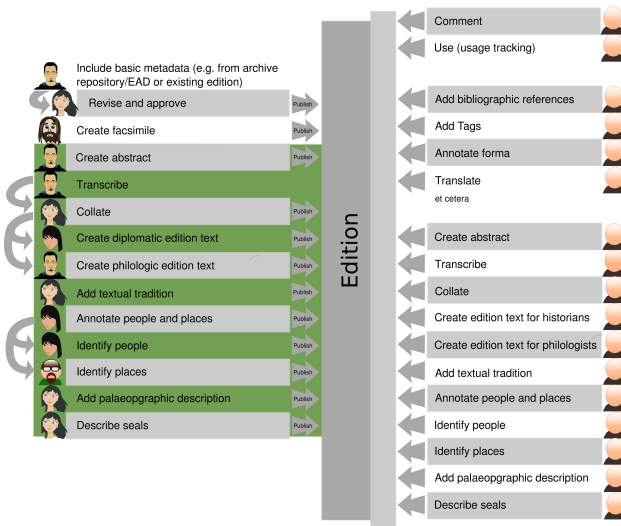 Include basic metadata (e.g. from archive
repository/EAD or existing edition)
Revise and approve
Publish
Create facsimile
Publish
Create abstract
Publish
Transcribe
Collate
Publish
Create diplomatic edition text
Publish
Create philologic edition text
Publish
Add textual tradition
Publish
Annotate people and places
Publish
Identify people
Publish
Identify places
Publish
Add palaeopgraphic description
Publish
Describe seals
Publish
Edition
Comment
Use (usage tracking)
Add bibliographic references
Add Tags
Annotate forma
Translate
et cetera
Create abstract
Transcribe
Collate
Create edition text for historians
Create edition text for philologists
Add textual tradition
Annotate people and places
Identify people
Identify places
Add palaeopgraphic description
Describe seals